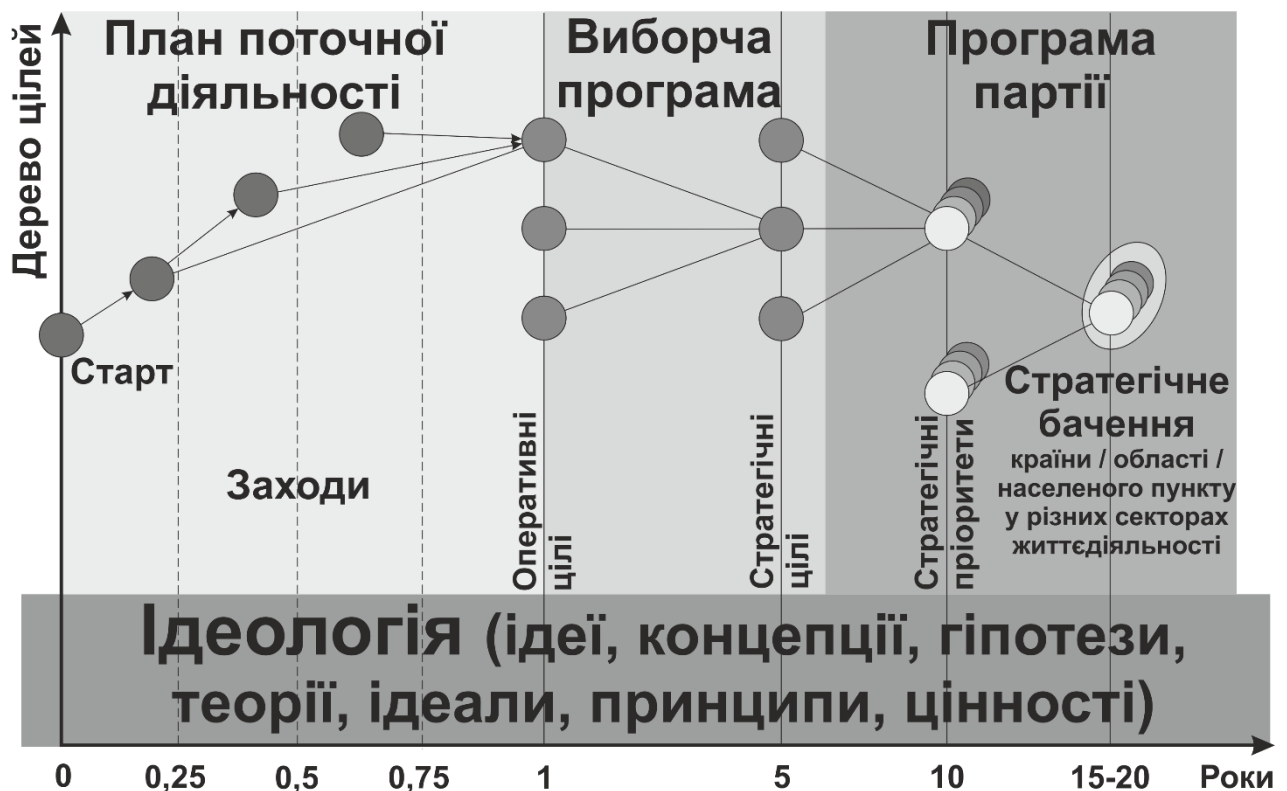 Дерево цілей
План поточної
діяльності
Виборча
програма
Програма
партії
Старт
Заходи
Оперативні
цілі
Стратегічні
цілі
Стратегічні
пріоритети
Стратегічне
бачення
країни / області /
населеного пункту
у різних секторах
життєдіяльності
Ідеологія (ідеї, концепції, гіпотези,
теорії, ідеали, принципи, цінності)
0 0,25 0,5 0,75 1 5 10 15-20 Роки